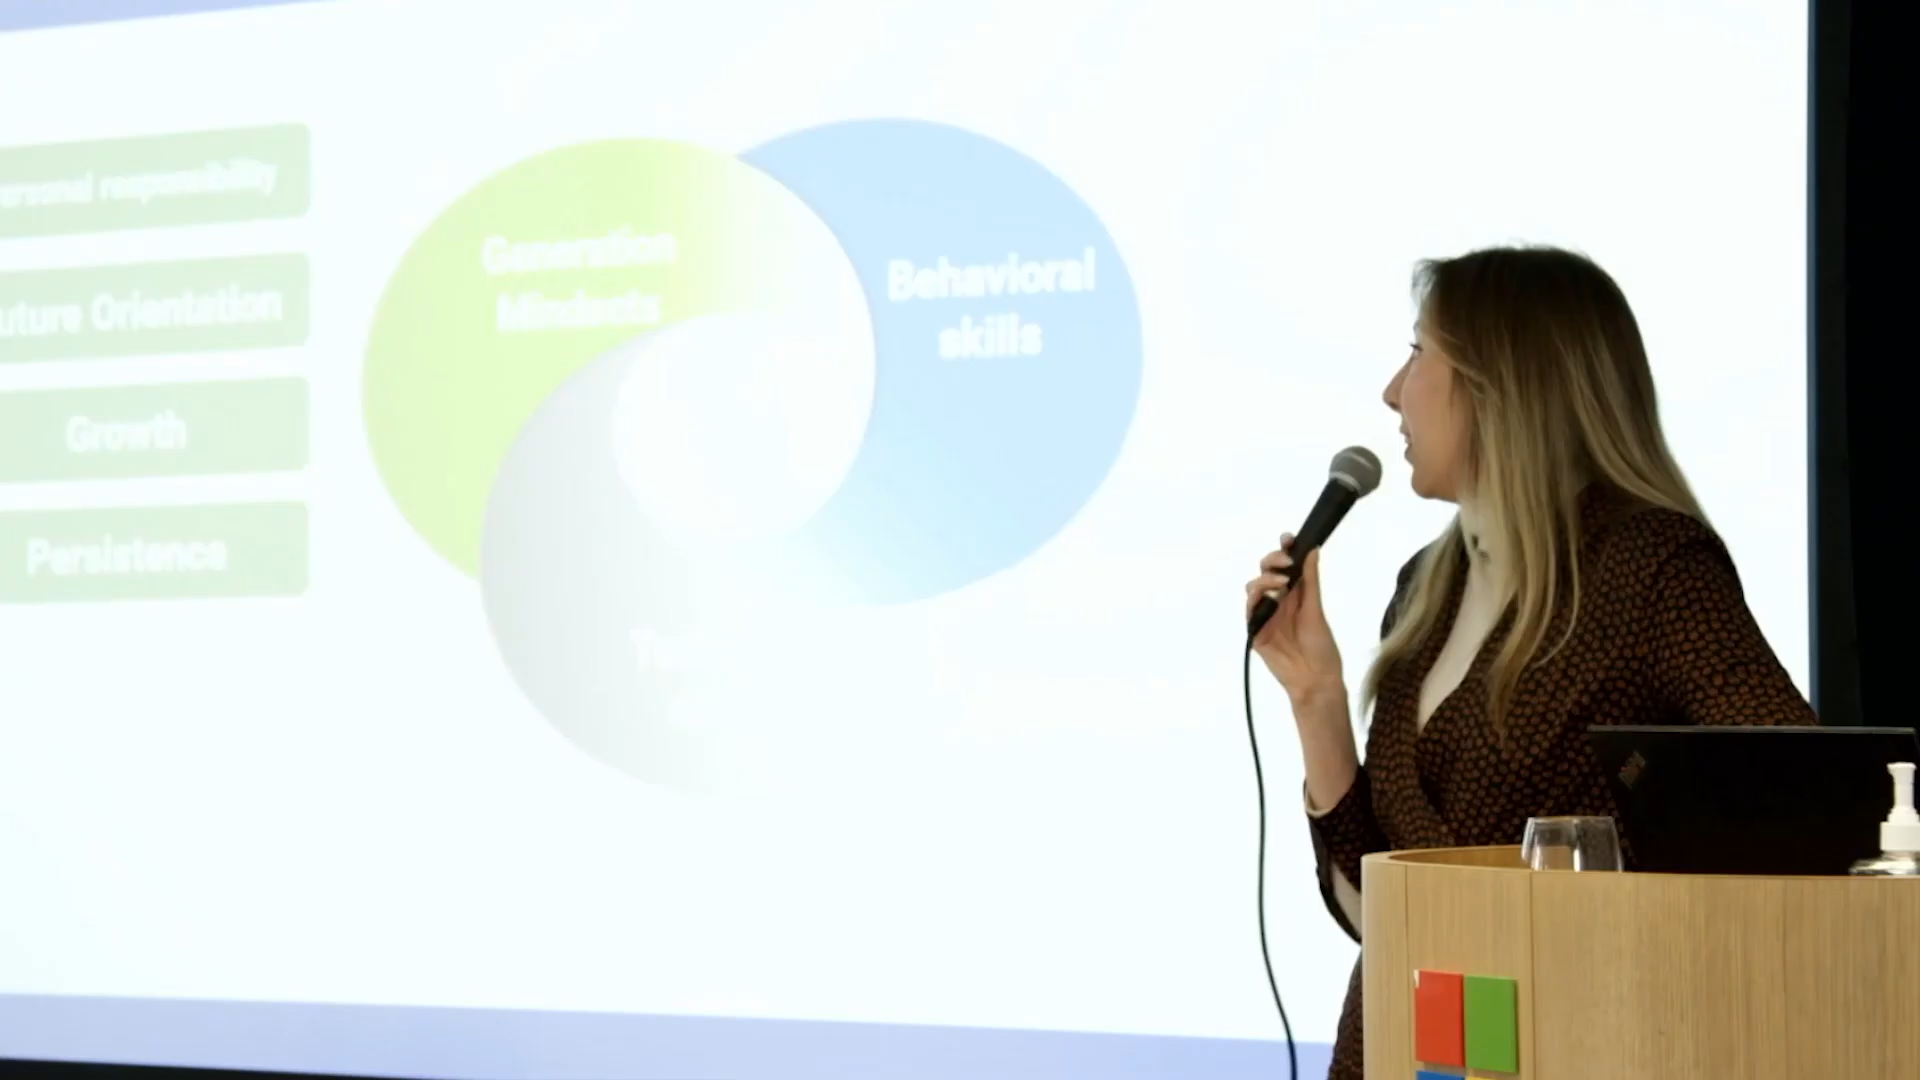 personal responsibility
Future Orientation
Growth
Persistence
Generation
Mindsets
Behavioral
skills